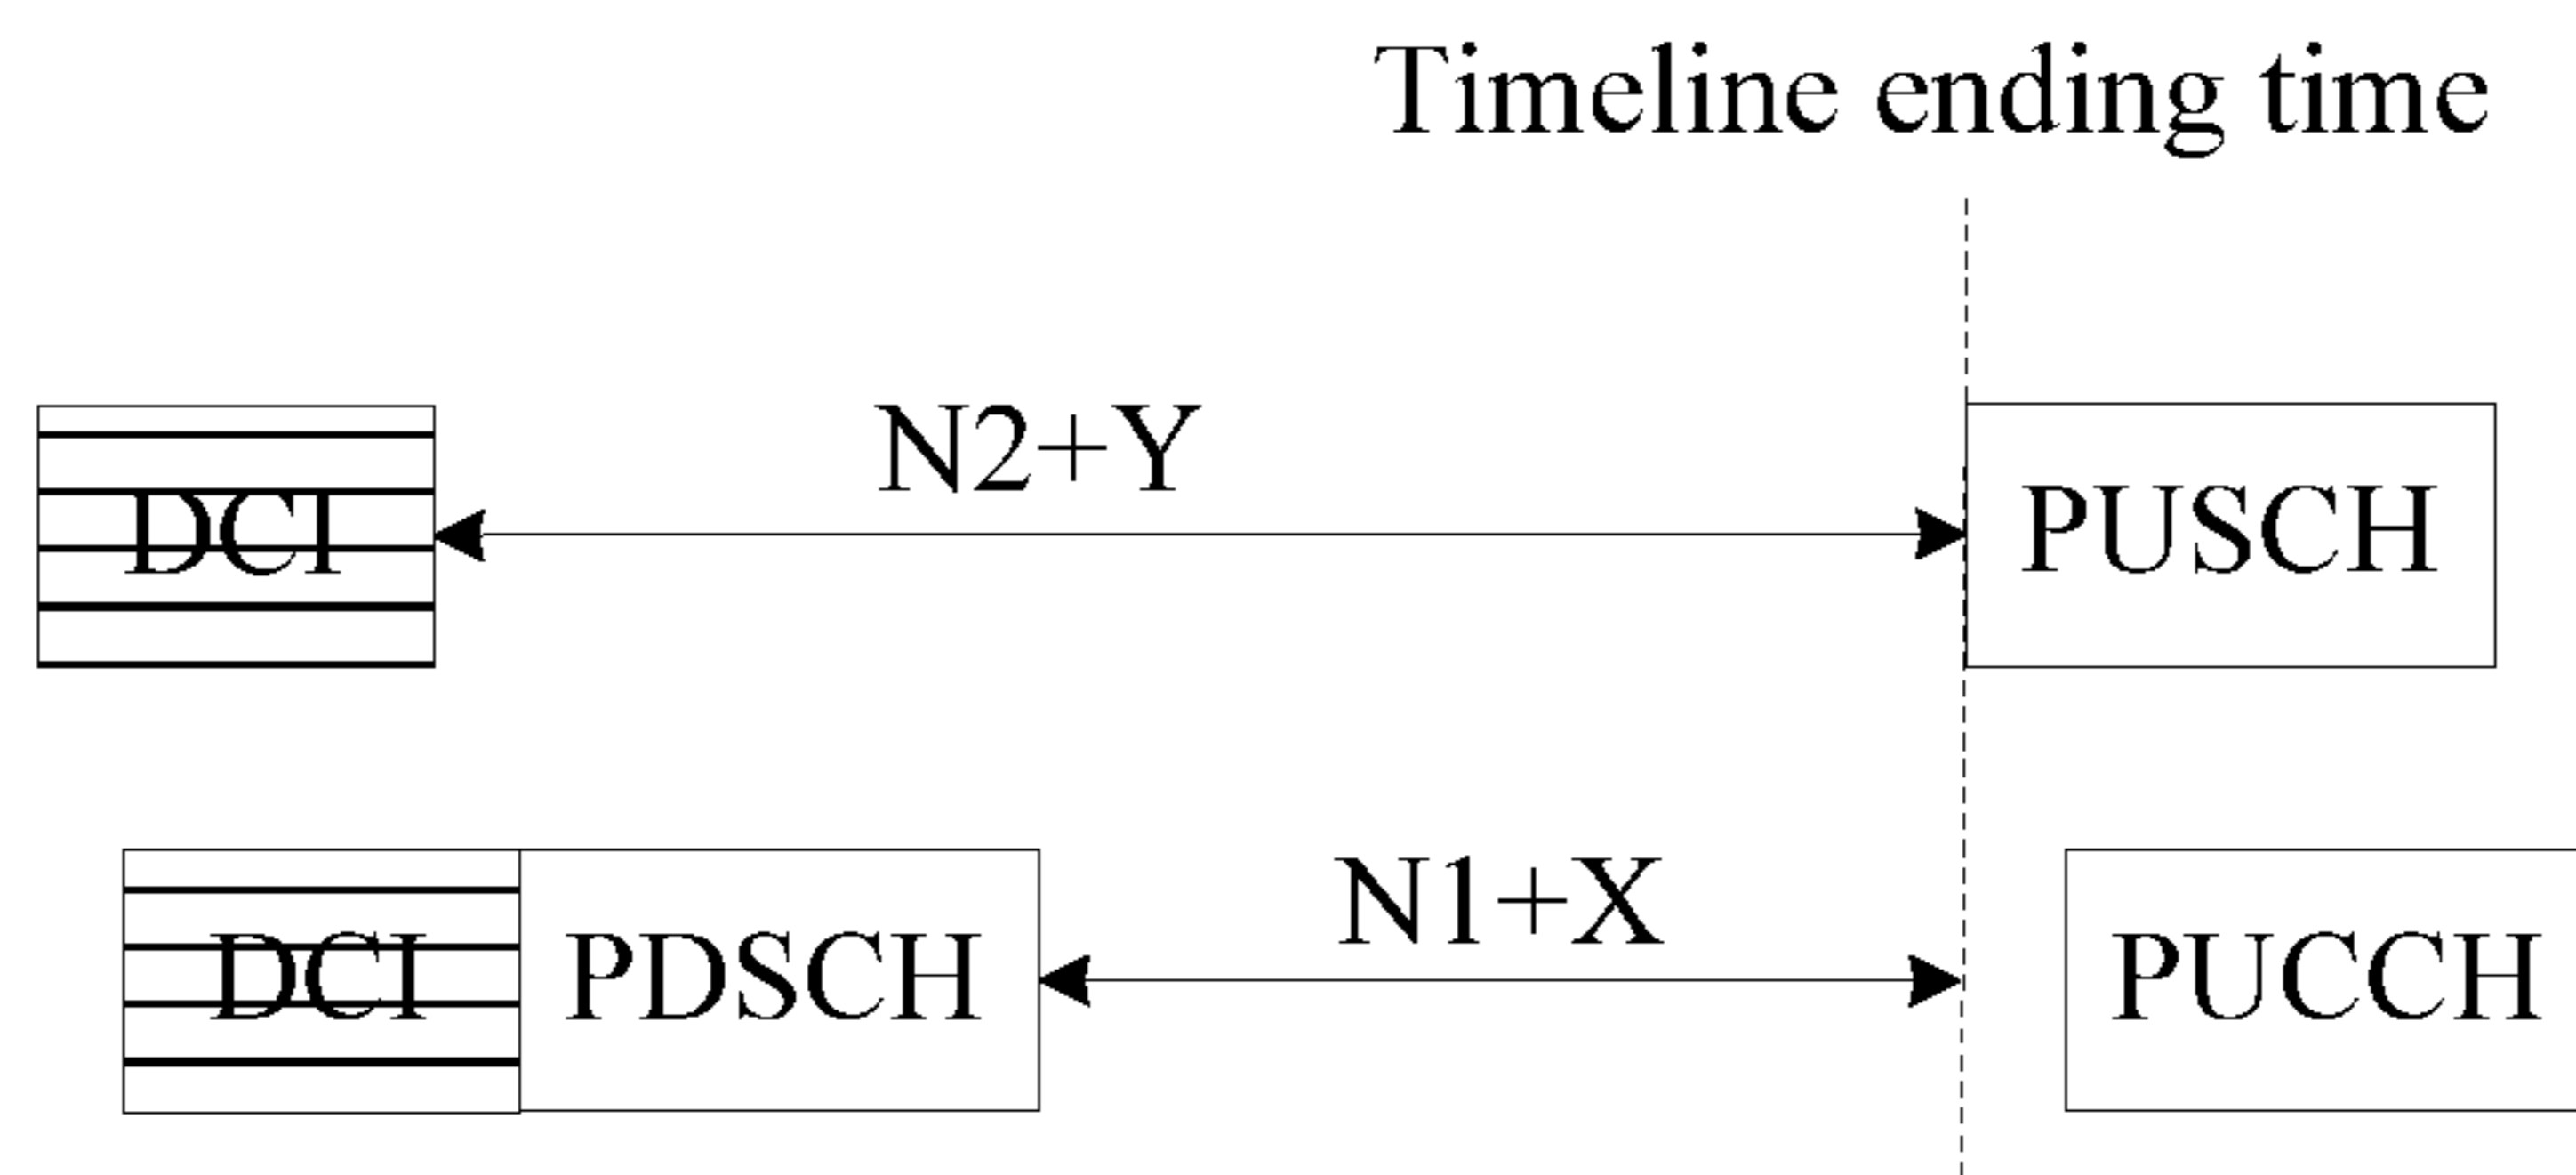 Timeline ending time
N2+Y
DCI PUSCH
N1+X
DCI PDSCH PUCCH